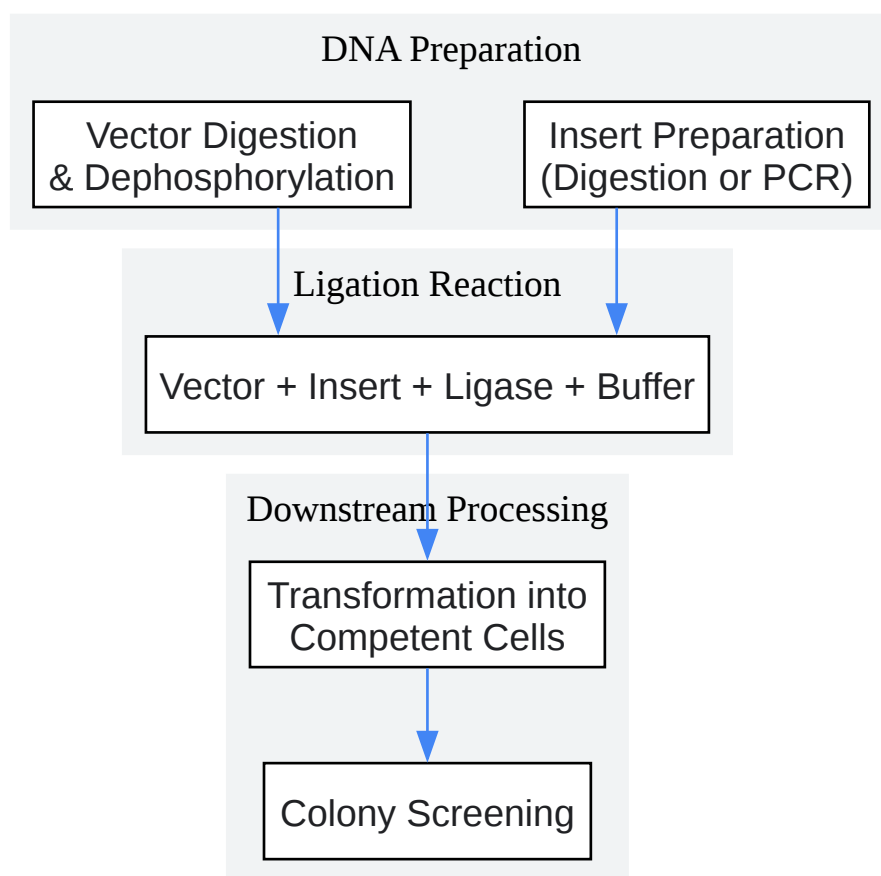 DNA Preparation
Vector Digestion
& Dephosphorylation
Insert Preparation
(Digestion or PCR)
Ligation Reaction
Vector + Insert + Ligase + Buffer
Downstream Processing
Transformation into
Competent Cells
Colony Screening